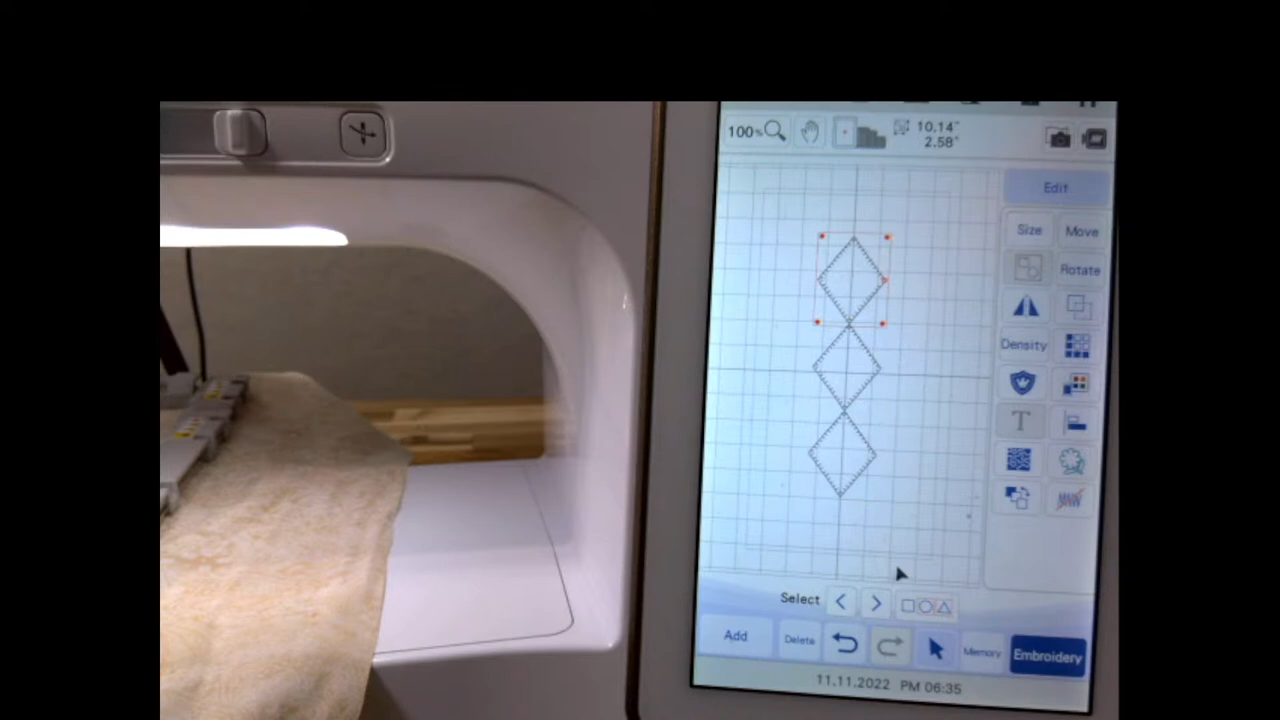 100%
10.14"
2.58"
Edit
Size
Move
Rotate
Density
T
Select
Add
Delete
Memory
Embroidery
11.11.2022 PM 06:35